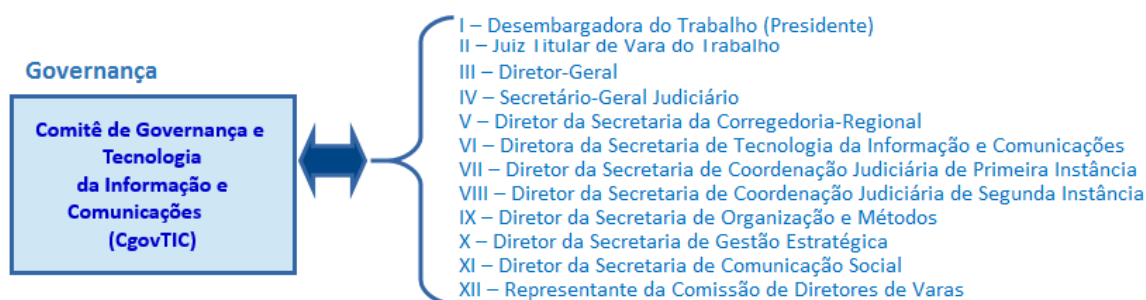 Governança
Comitê de Governança e
Tecnologia
da Informação e
Comunicações
(CgovTIC)
I – Desembargadora do Trabalho (Presidente)
II – Juiz Titular de Vara do Trabalho
III – Diretor-Geral
IV – Secretário-Geral Judiciário
V – Diretor da Secretaria da Corregedoria-Regional
VI – Diretora da Secretaria de Tecnologia da Informação e Comunicações
VII – Diretor da Secretaria de Coordenação Judiciária de Primeira Instância
VIII – Diretor da Secretaria de Coordenação Judiciária de Segunda Instância
IX – Diretor da Secretaria de Organização e Métodos
X – Diretor da Secretaria de Gestão Estratégica
XI – Diretor da Secretaria de Comunicação Social
XII – Representante da Comissão de Diretores de Varas